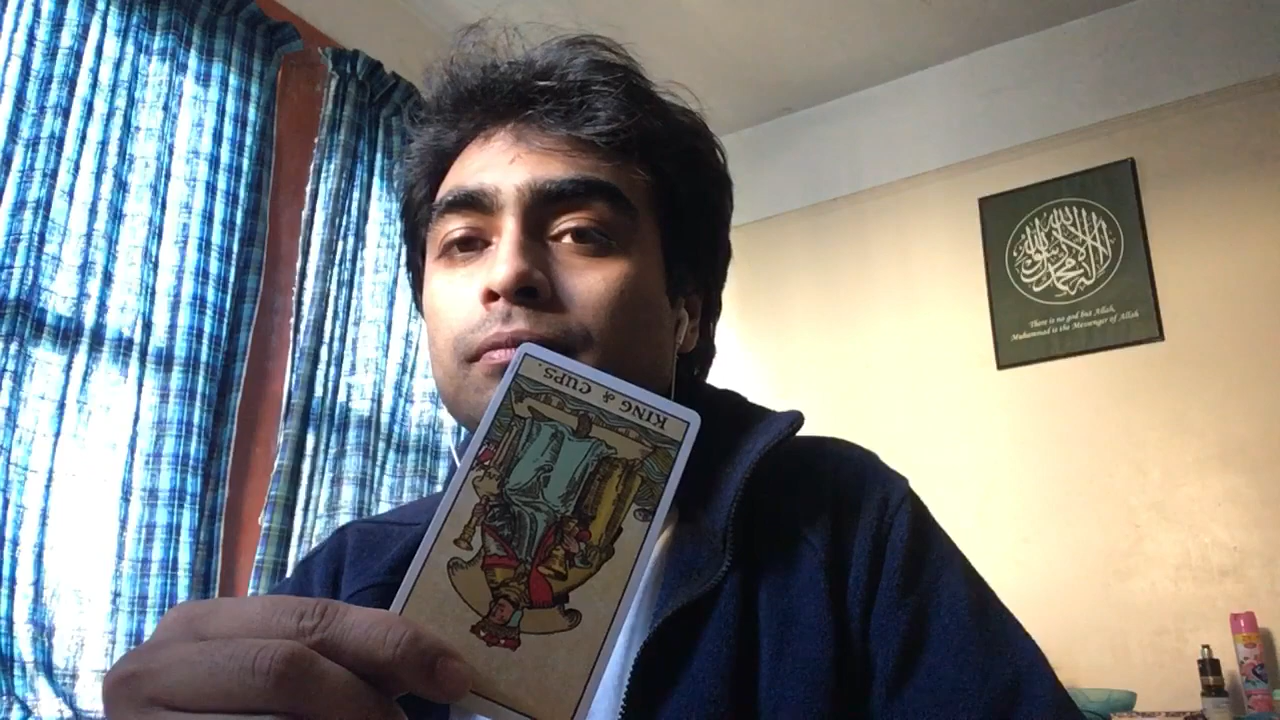 KING of CUPS.
لا إله إلا الله محمد رسول الله
There is no god but Allah,
Muhammad is the Messenger of Allah